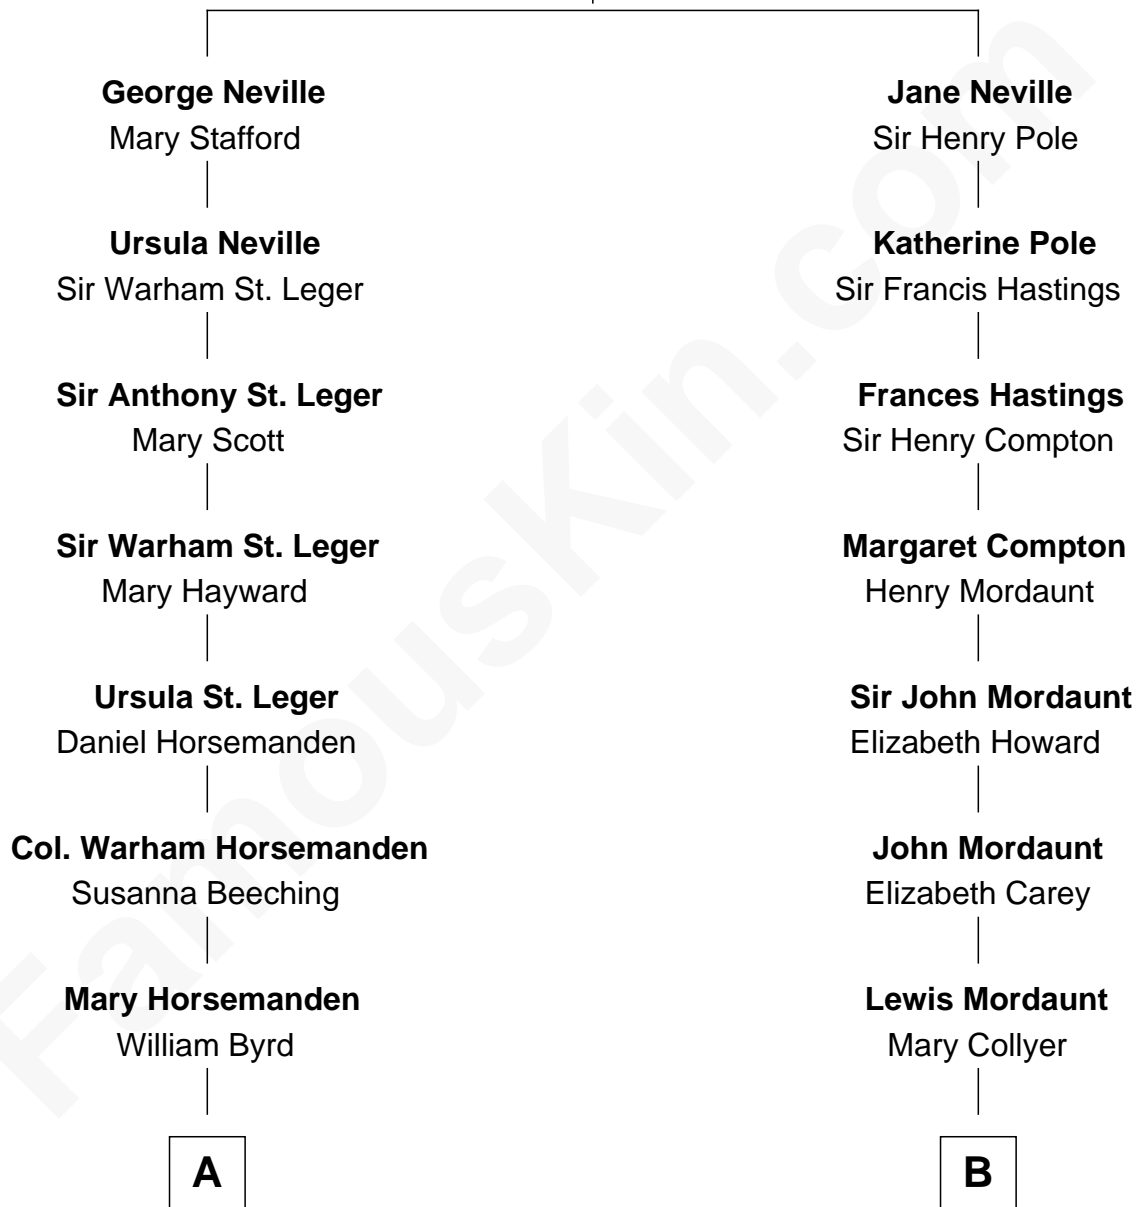 George Neville
Mary Stafford
Ursula Neville
Sir Warham St. Leger
Sir Anthony St. Leger
Mary Scott
Sir Warham St. Leger
Mary Hayward
Ursula St. Leger
Daniel Horsemanden
Col. Warham Horsemanden
Susanna Beeching
Mary Horsemanden
William Byrd
A
Jane Neville
Sir Henry Pole
Katherine Pole
Sir Francis Hastings
Frances Hastings
Sir Henry Compton
Margaret Compton
Henry Mordaunt
Sir John Mordaunt
Elizabeth Howard
John Mordaunt
Elizabeth Carey
Lewis Mordaunt
Mary Collyer
B
FamousKin.com